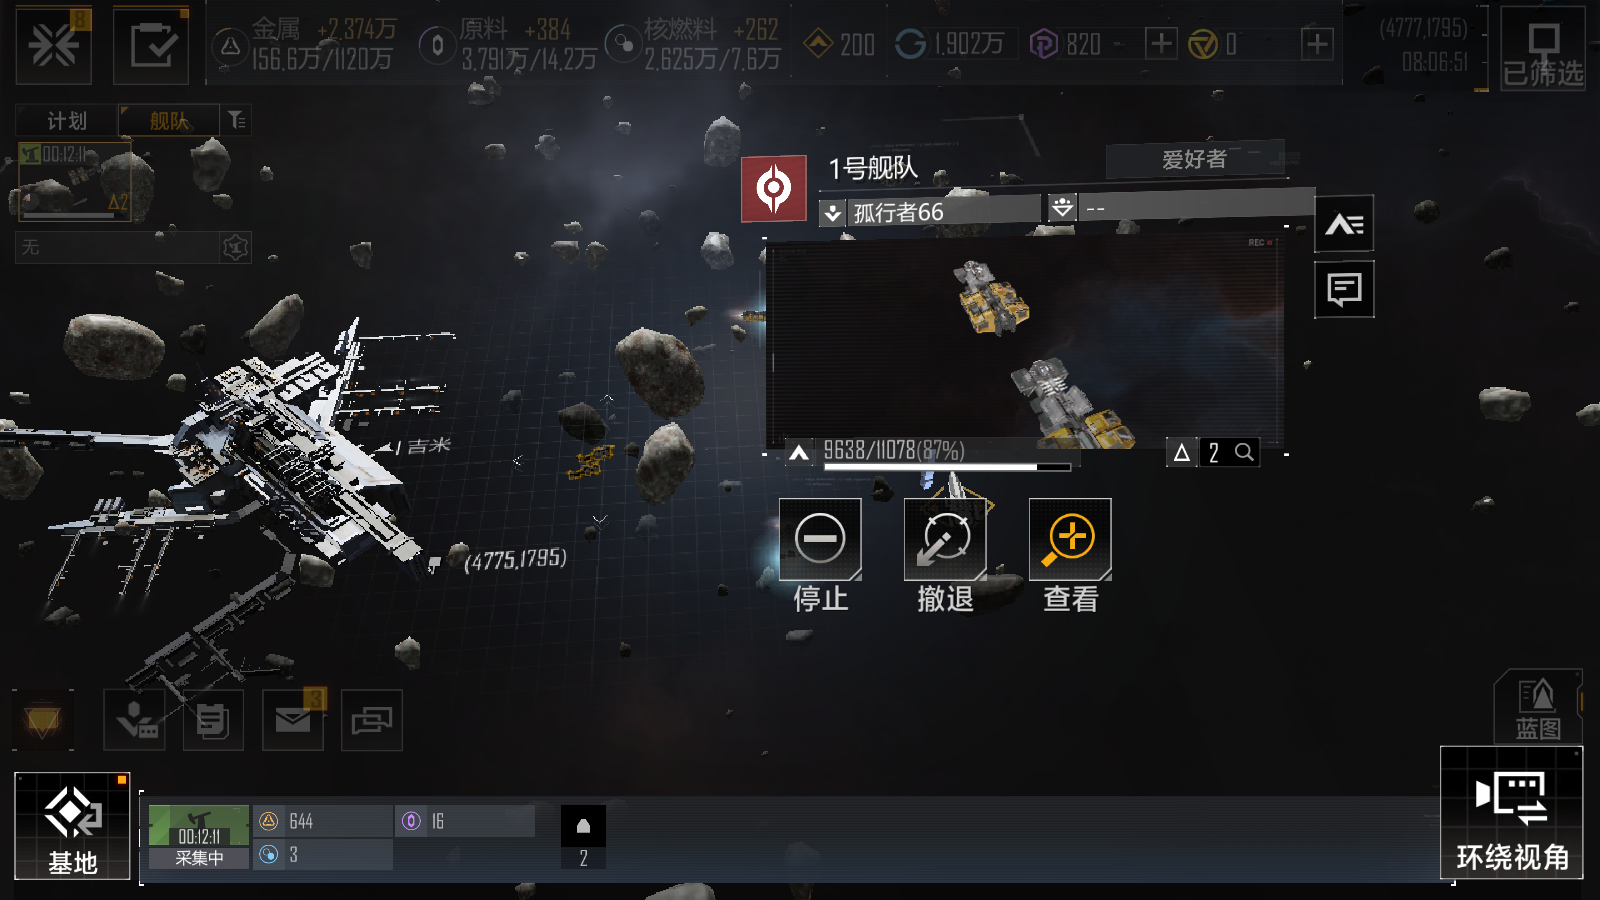 8
金属 +2.374万
156.6万/1120万
原料 +384
3.791万/14.2万
核燃料 +262
2.625万/7.6万
200
1.902万
820
0
(4777,1795)
08:06:51
已筛选
计划
舰队
00:12:11
2
无
1号舰队
爱好者
孤行者66
--
REC
吉米
(4775,1795)
9638/11078(87%)
2
停止
撤退
查看
3
蓝图
基地
00:12:11
采集中
644
16
3
2
环绕视角